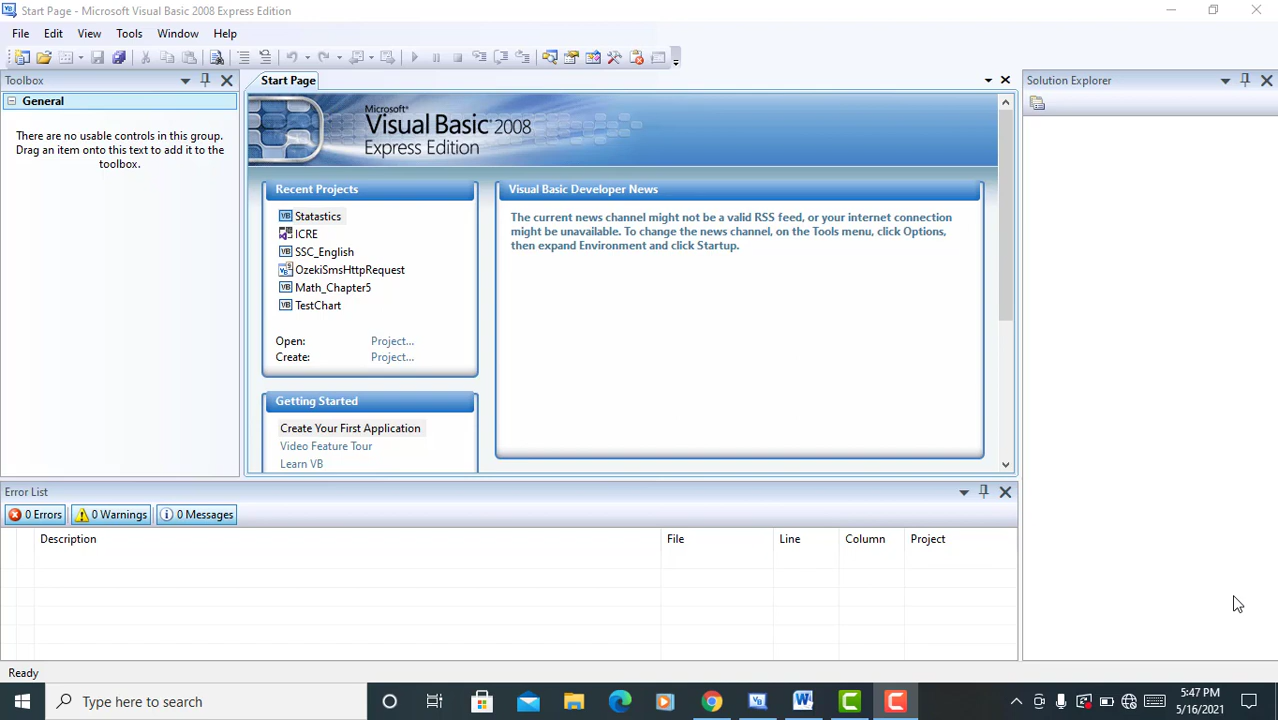 Start Page - Microsoft Visual Basic 2008 Express Edition
File Edit View Tools Window Help
Toolbox
General
There are no usable controls in this group.
Drag an item onto this text to add it to the
toolbox.
Start Page
Microsoft®
Visual Basic® 2008
Express Edition
Recent Projects
Statastics
ICRE
SSC_English
OzekiSmsHttpRequest
Math_Chapter5
TestChart
Open: Project...
Create: Project...
Getting Started
Create Your First Application
Video Feature Tour
Learn VB
Visual Basic Developer News
The current news channel might not be a valid RSS feed, or your internet connection
might be unavailable. To change the news channel, on the Tools menu, click Options,
then expand Environment and click Startup.
Solution Explorer
Error List
0 Errors 0 Warnings 0 Messages
Description File Line Column Project
Ready
Type here to search
5:47 PM
5/16/2021